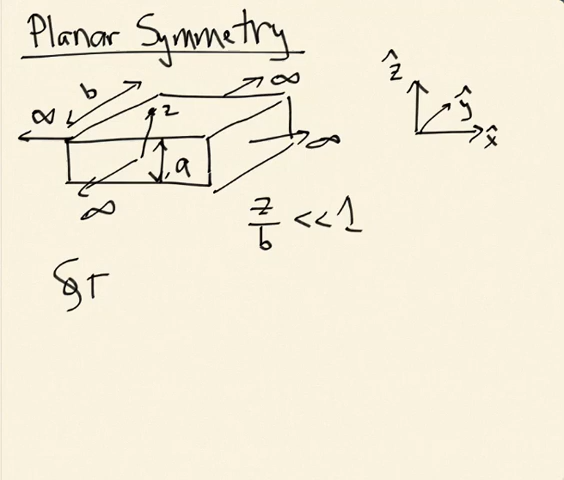 Planar Symmetry
b
∞
∞
z
a
∞
∞
ẑ
ŷ
x̂
z/b << 1